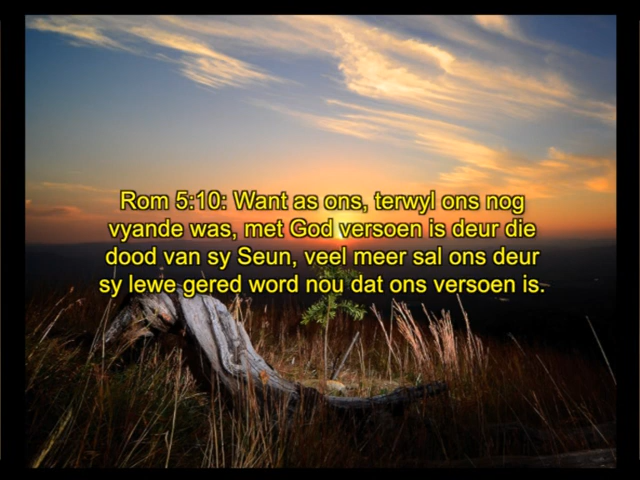 Rom 5:10: Want as ons, terwyl ons nog
vyande was, met God versoen is deur die
dood van sy Seun, veel meer sal ons deur
sy lewe gered word nou dat ons versoen is.